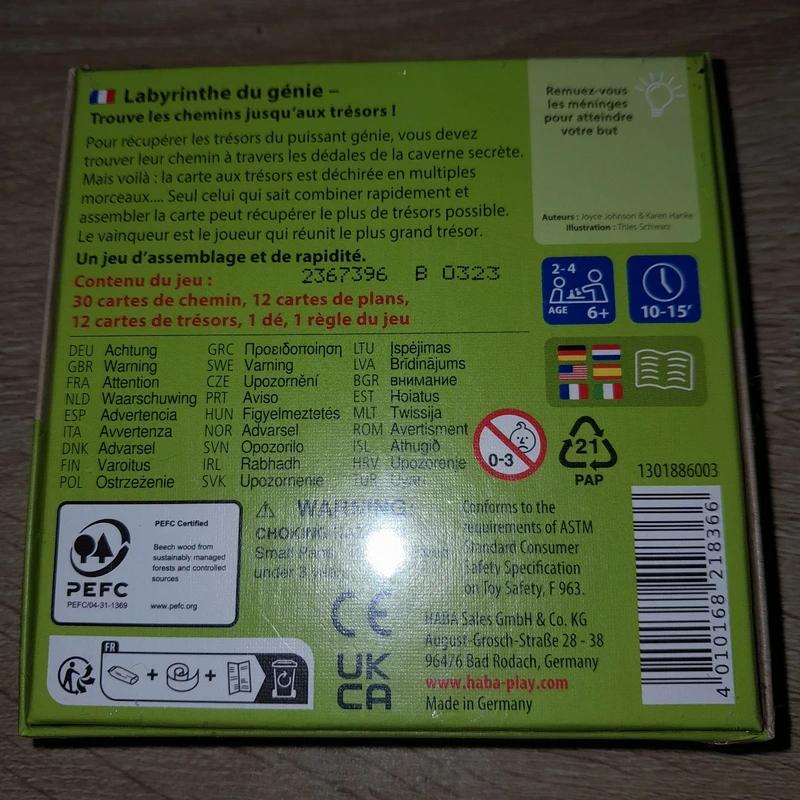 Labyrinthe du génie –
Trouve les chemins jusqu'aux trésors !
Pour récupérer les trésors du puissant génie, vous devez
trouver leur chemin à travers les dédales de la caverne secrète.
Mais voilà : la carte aux trésors est déchirée en multiples
morceaux.... Seul celui qui sait combiner rapidement et
assembler la carte peut récupérer le plus de trésors possible.
Le vainqueur est le joueur qui réunit le plus grand trésor.
Un jeu d'assemblage et de rapidité.
Contenu du jeu :
2367396 B 0323
30 cartes de chemin, 12 cartes de plans,
12 cartes de trésors, 1 dé, 1 règle du jeu
Remuez-vous
les méninges
pour atteindre
votre but
Auteurs : Joyce Johnson & Karen Hanke
Illustration : Thies Schwarz
2-4
AGE 6+
10-15'
DEU Achtung
GBR Warning
FRA Attention
NLD Waarschuwing
ESP Advertencia
ITA Avvertenza
DNK Advarsel
FIN Varoitus
POL Ostrzeżenie
GRC Προειδοποίηση
SWE Varning
CZE Upozornění
PRT Aviso
HUN Figyelmeztetés
NOR Advarsel
SVN Opozorilo
IRL Rabhadh
SVK Upozornenie
LTU Įspėjimas
LVA Brīdinājums
BGR внимание
EST Hoiatus
MLT Twissija
ROM Avertisment
ISL Athugið
HRV Upozorenje
TUR Uyarı
0-3
21
PAP
1301886003
PEFC Certified
Beech wood from
sustainably managed
forests and controlled
sources
PEFC
PEFC/04-31-1369
www.pefc.org
WARNING:
CHOKING
Small Parts
under 3
Conforms to the
requirements of ASTM
Standard Consumer
Safety Specification
on Toy Safety, F 963.
CE
UK
CA
HABA Sales GmbH & Co. KG
August-Grosch-Straße 28 - 38
96476 Bad Rodach, Germany
www.haba-play.com
Made in Germany
FR
+ +
4 010168 218366